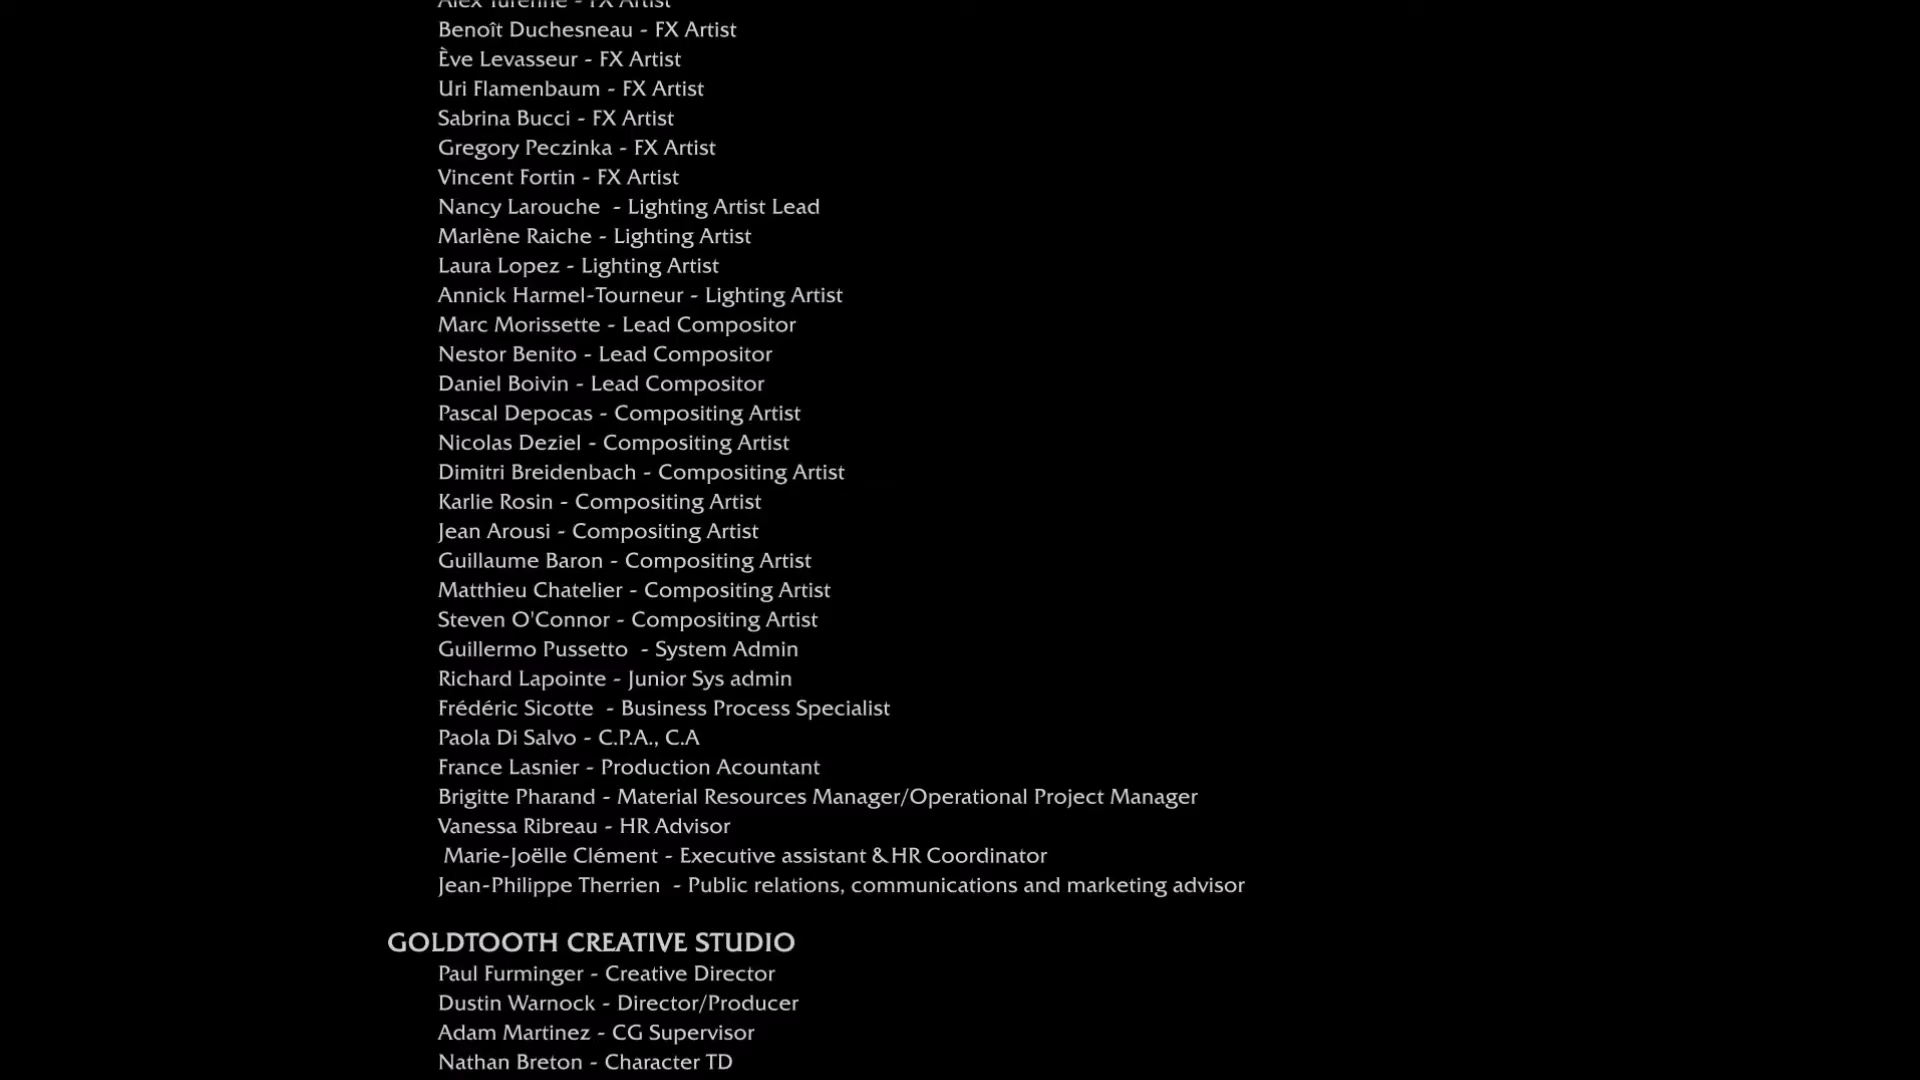 Alex Turenne - FX Artist
Benoît Duchesneau - FX Artist
Ève Levasseur - FX Artist
Uri Flamenbaum - FX Artist
Sabrina Bucci - FX Artist
Gregory Peczinka - FX Artist
Vincent Fortin - FX Artist
Nancy Larouche  - Lighting Artist Lead
Marlène Raiche - Lighting Artist
Laura Lopez - Lighting Artist
Annick Harmel-Tourneur - Lighting Artist
Marc Morissette - Lead Compositor
Nestor Benito - Lead Compositor
Daniel Boivin - Lead Compositor
Pascal Depocas - Compositing Artist
Nicolas Deziel - Compositing Artist
Dimitri Breidenbach - Compositing Artist
Karlie Rosin - Compositing Artist
Jean Arousi - Compositing Artist
Guillaume Baron - Compositing Artist
Matthieu Chatelier - Compositing Artist
Steven O'Connor - Compositing Artist
Guillermo Pussetto  - System Admin
Richard Lapointe - Junior Sys admin
Frédéric Sicotte  - Business Process Specialist
Paola Di Salvo - C.P.A., C.A
France Lasnier - Production Acountant
Brigitte Pharand - Material Resources Manager/Operational Project Manager
Vanessa Ribreau - HR Advisor
Marie-Joëlle Clément - Executive assistant & HR Coordinator
Jean-Philippe Therrien  - Public relations, communications and marketing advisor
GOLDTOOTH CREATIVE STUDIO
Paul Furminger - Creative Director
Dustin Warnock - Director/Producer
Adam Martinez - CG Supervisor
Nathan Breton - Character TD